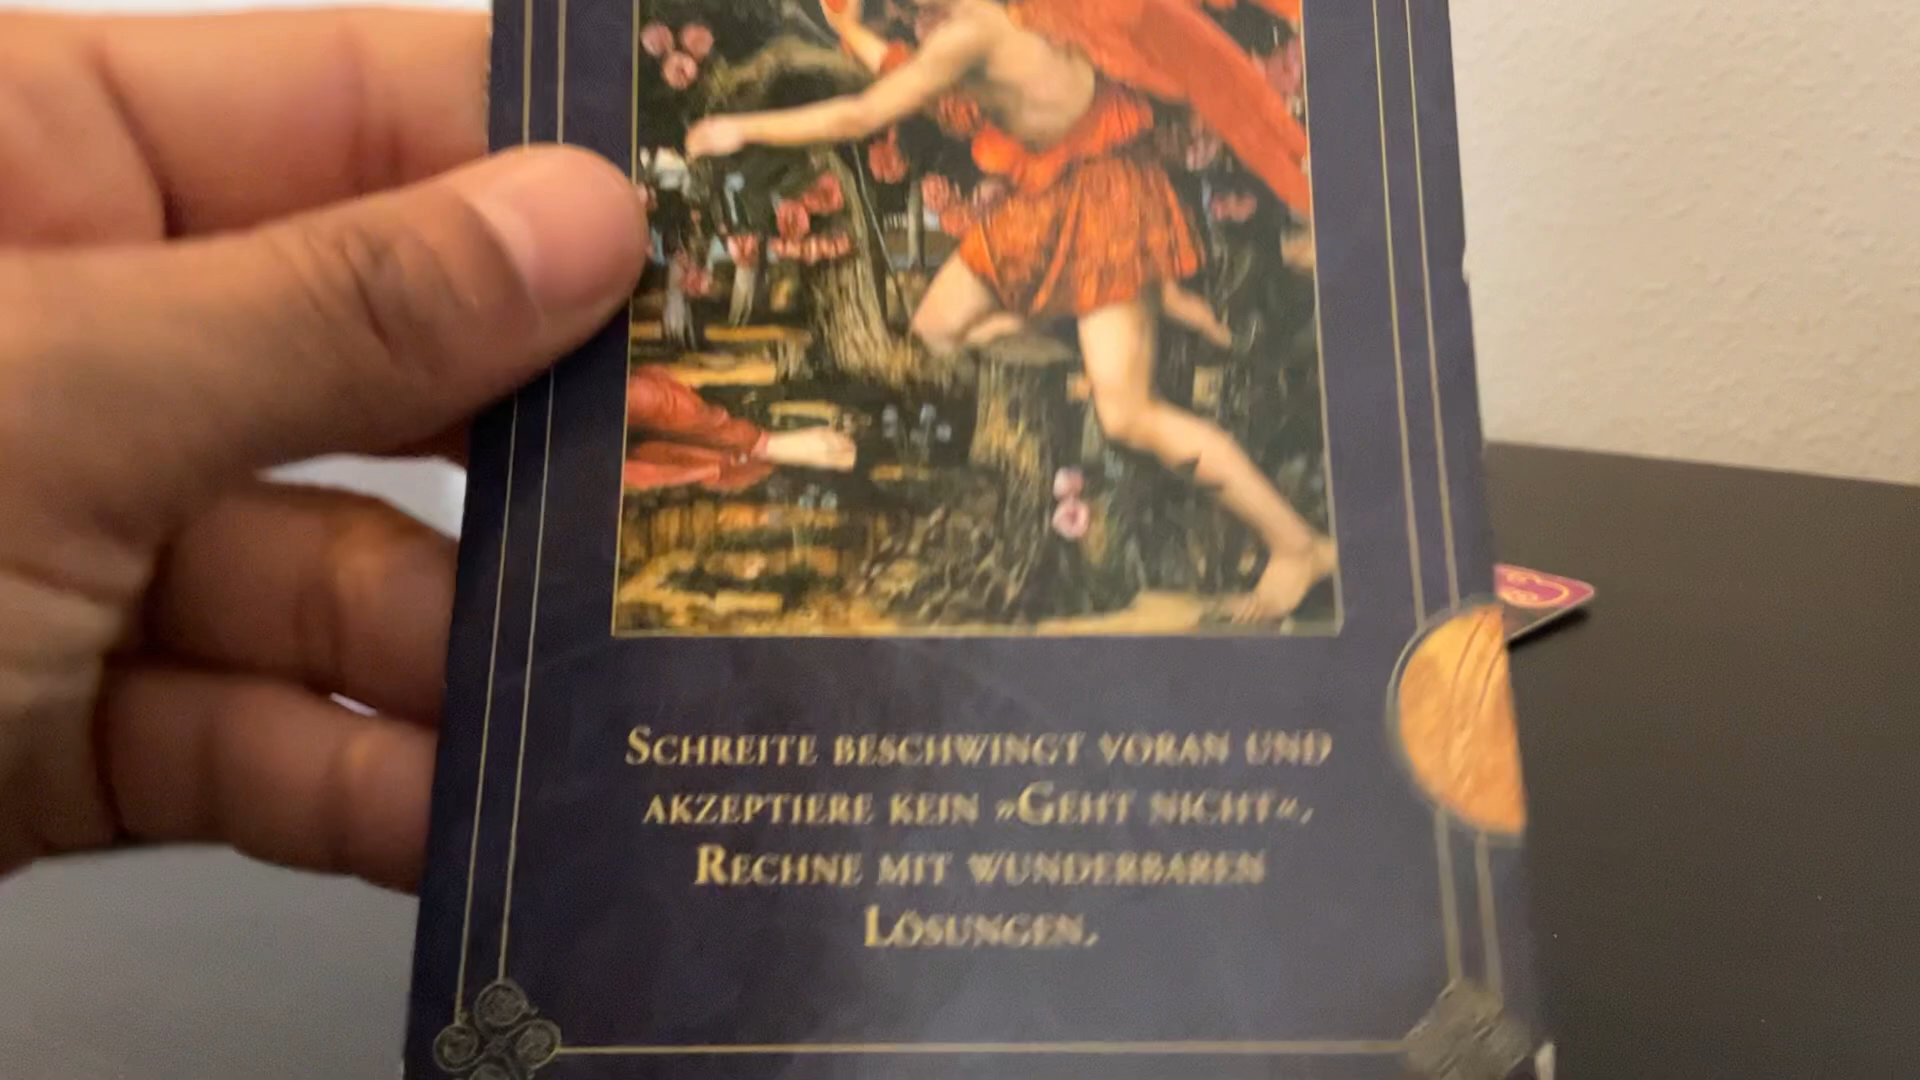 Schreite beschwingt voran und
akzeptiere kein »Geht nicht«.
Rechne mit wunderbaren
Lösungen.